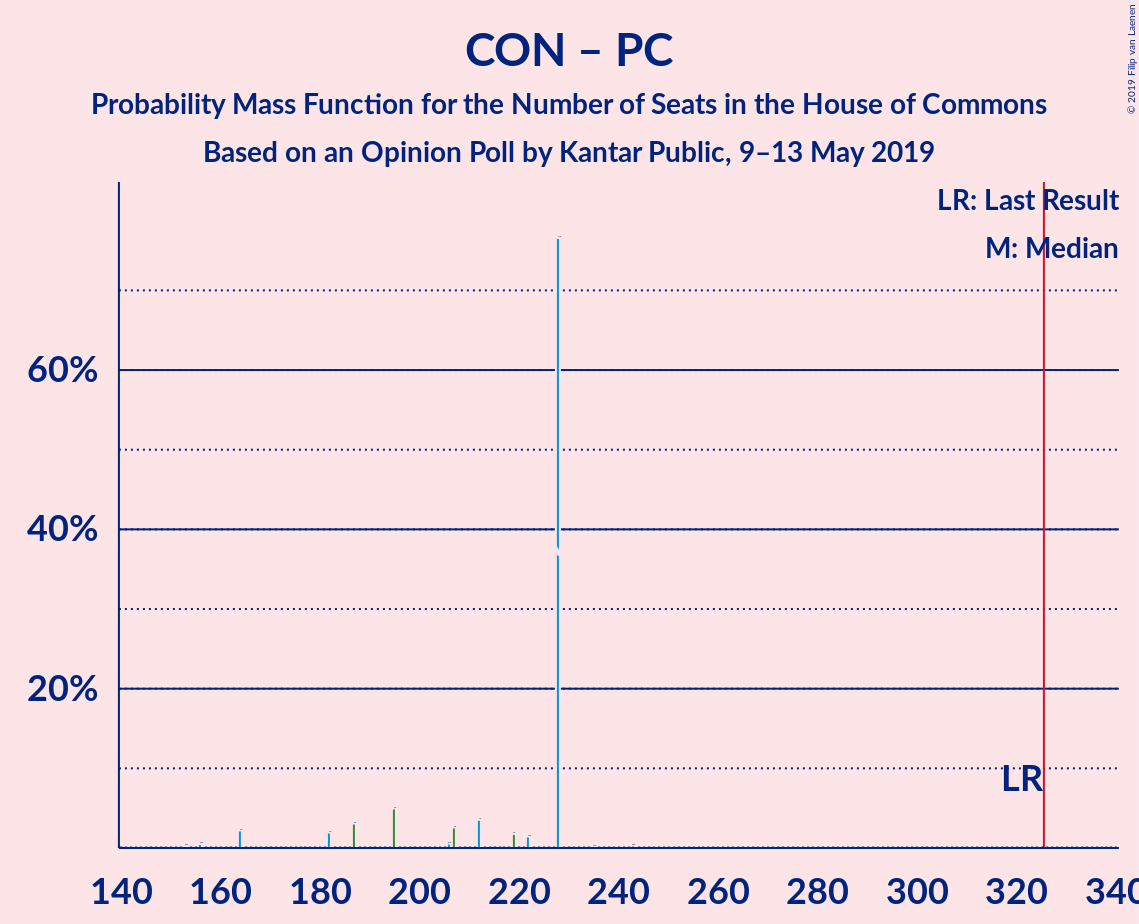 CON – PC
Probability Mass Function for the Number of Seats in the House of Commons
Based on an Opinion Poll by Kantar Public, 9–13 May 2019
© 2019 Filip van Laenen
LR: Last Result
M: Median
60%
40%
20%
LR
140 160 180 200 220 240 260 280 300 320 340